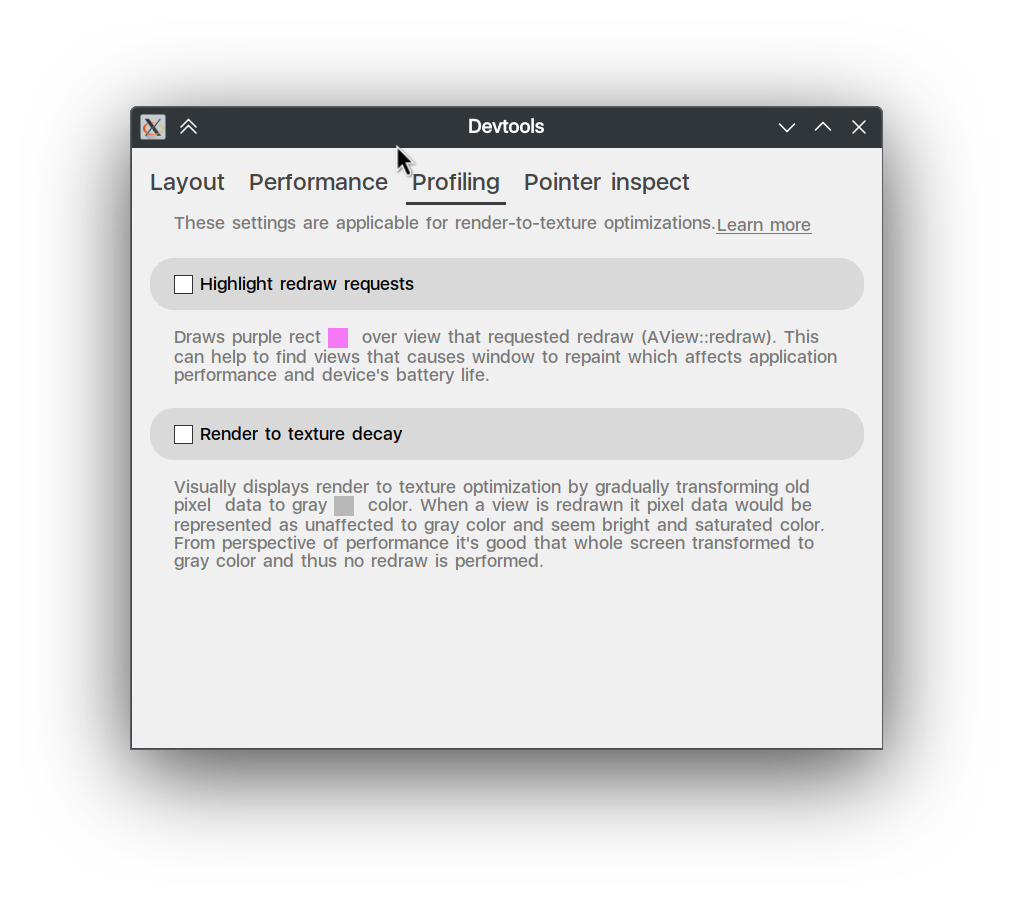 Devtools
Layout Performance Profiling Pointer inspect
These settings are applicable for render-to-texture optimizations. Learn more
Highlight redraw requests
Draws purple rect over view that requested redraw (AView::redraw). This
can help to find views that causes window to repaint which affects application
performance and device's battery life.
Render to texture decay
Visually displays render to texture optimization by gradually transforming old
pixel data to gray color. When a view is redrawn it pixel data would be
represented as unaffected to gray color and seem bright and saturated color.
From perspective of performance it's good that whole screen transformed to
gray color and thus no redraw is performed.